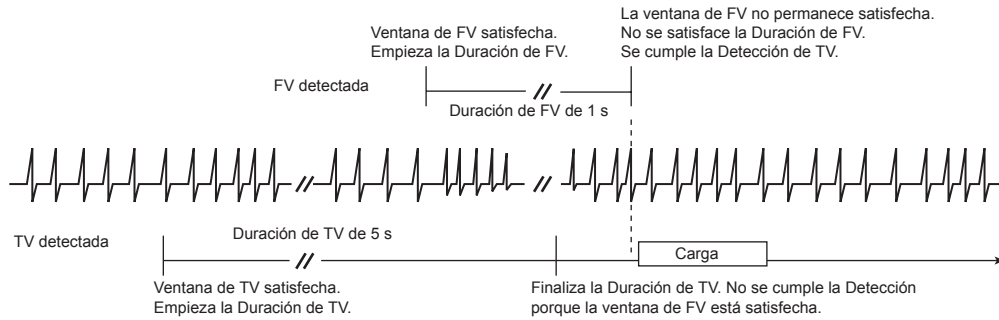 Ventana de FV satisfecha.
Empieza la Duración de FV.
La ventana de FV no permanece satisfecha.
No se satisface la Duración de FV.
Se cumple la Detección de TV.
FV detectada
Duración de FV de 1 s
TV detectada
Duración de TV de 5 s
Carga
Ventana de TV satisfecha.
Empieza la Duración de TV.
Finaliza la Duración de TV. No se cumple la Detección
porque la ventana de FV está satisfecha.